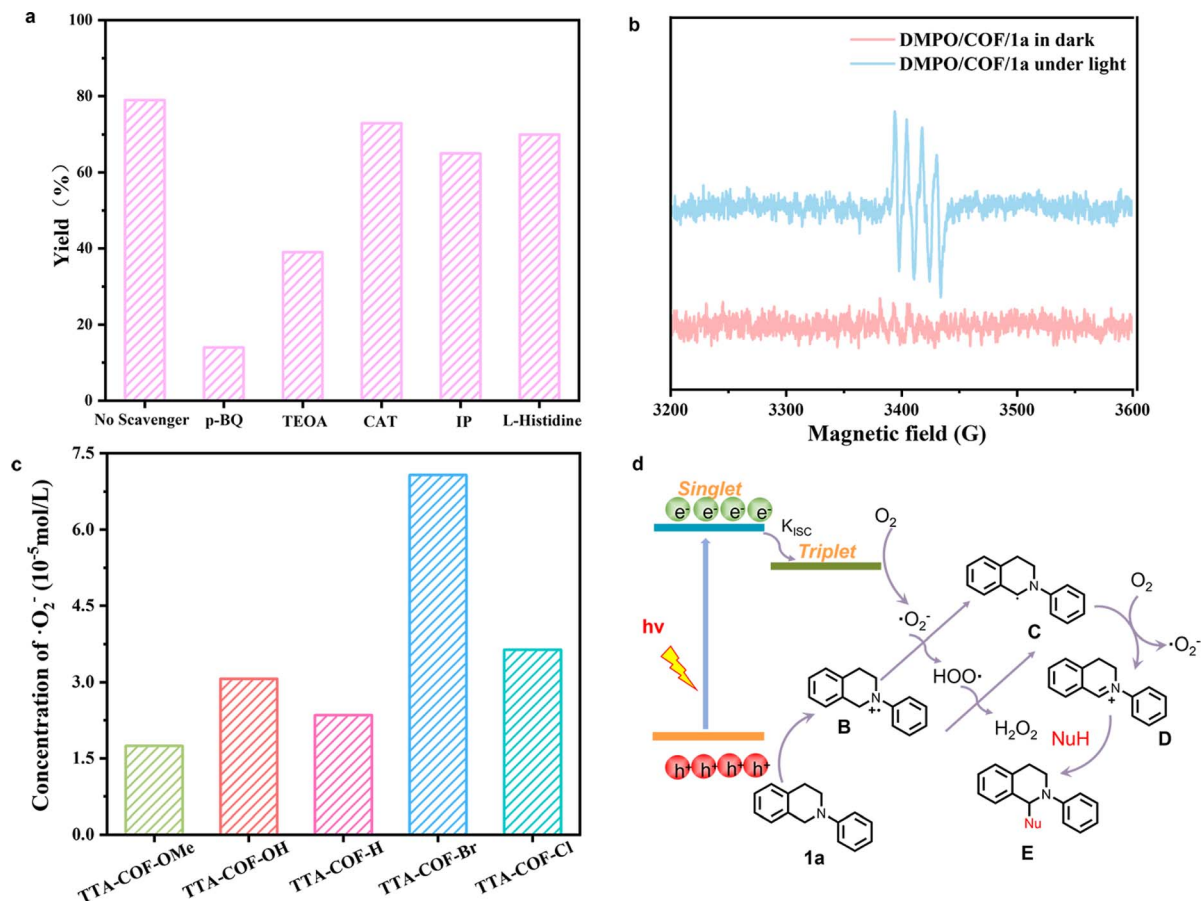 a
100
80
60
40
20
0
Yield（%）
No Scavenger p-BQ TEOA CAT IP L-Histidine
b
DMPO/COF/1a in dark
DMPO/COF/1a under light
3200 3300 3400 3500 3600
Magnetic field (G)
c
7.5
6.0
4.5
3.0
1.5
0.0
Concentration of ·O₂⁻ (10⁻⁵mol/L)
TTA-COF-OMe TTA-COF-OH TTA-COF-H TTA-COF-Br TTA-COF-Cl
d
Singlet
e⁻ e⁻ e⁻ e⁻
K_ISC
Triplet
O₂
hv
·O₂⁻
HOO·
H₂O₂
h⁺ h⁺ h⁺ h⁺
N
1a
N
+·
B
N
·
C
O₂
·O₂⁻
N
+
D
NuH
N
Nu
E